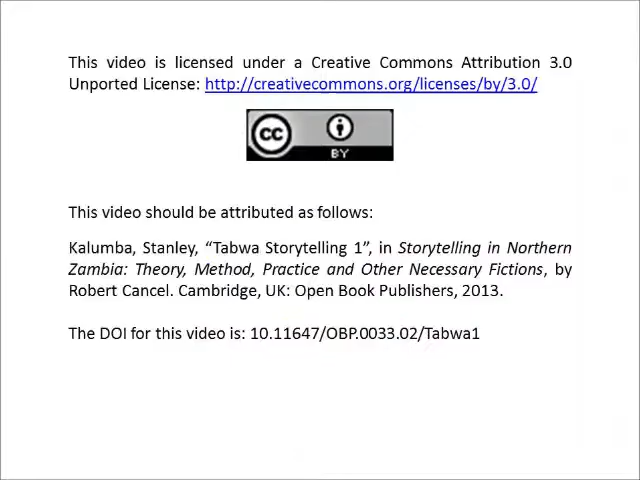 This video is licensed under a Creative Commons Attribution 3.0
Unported License: http://creativecommons.org/licenses/by/3.0/
cc
BY
This video should be attributed as follows:
Kalumba, Stanley, “Tabwa Storytelling 1”, in Storytelling in Northern
Zambia: Theory, Method, Practice and Other Necessary Fictions, by
Robert Cancel. Cambridge, UK: Open Book Publishers, 2013.
The DOI for this video is: 10.11647/OBP.0033.02/Tabwa1